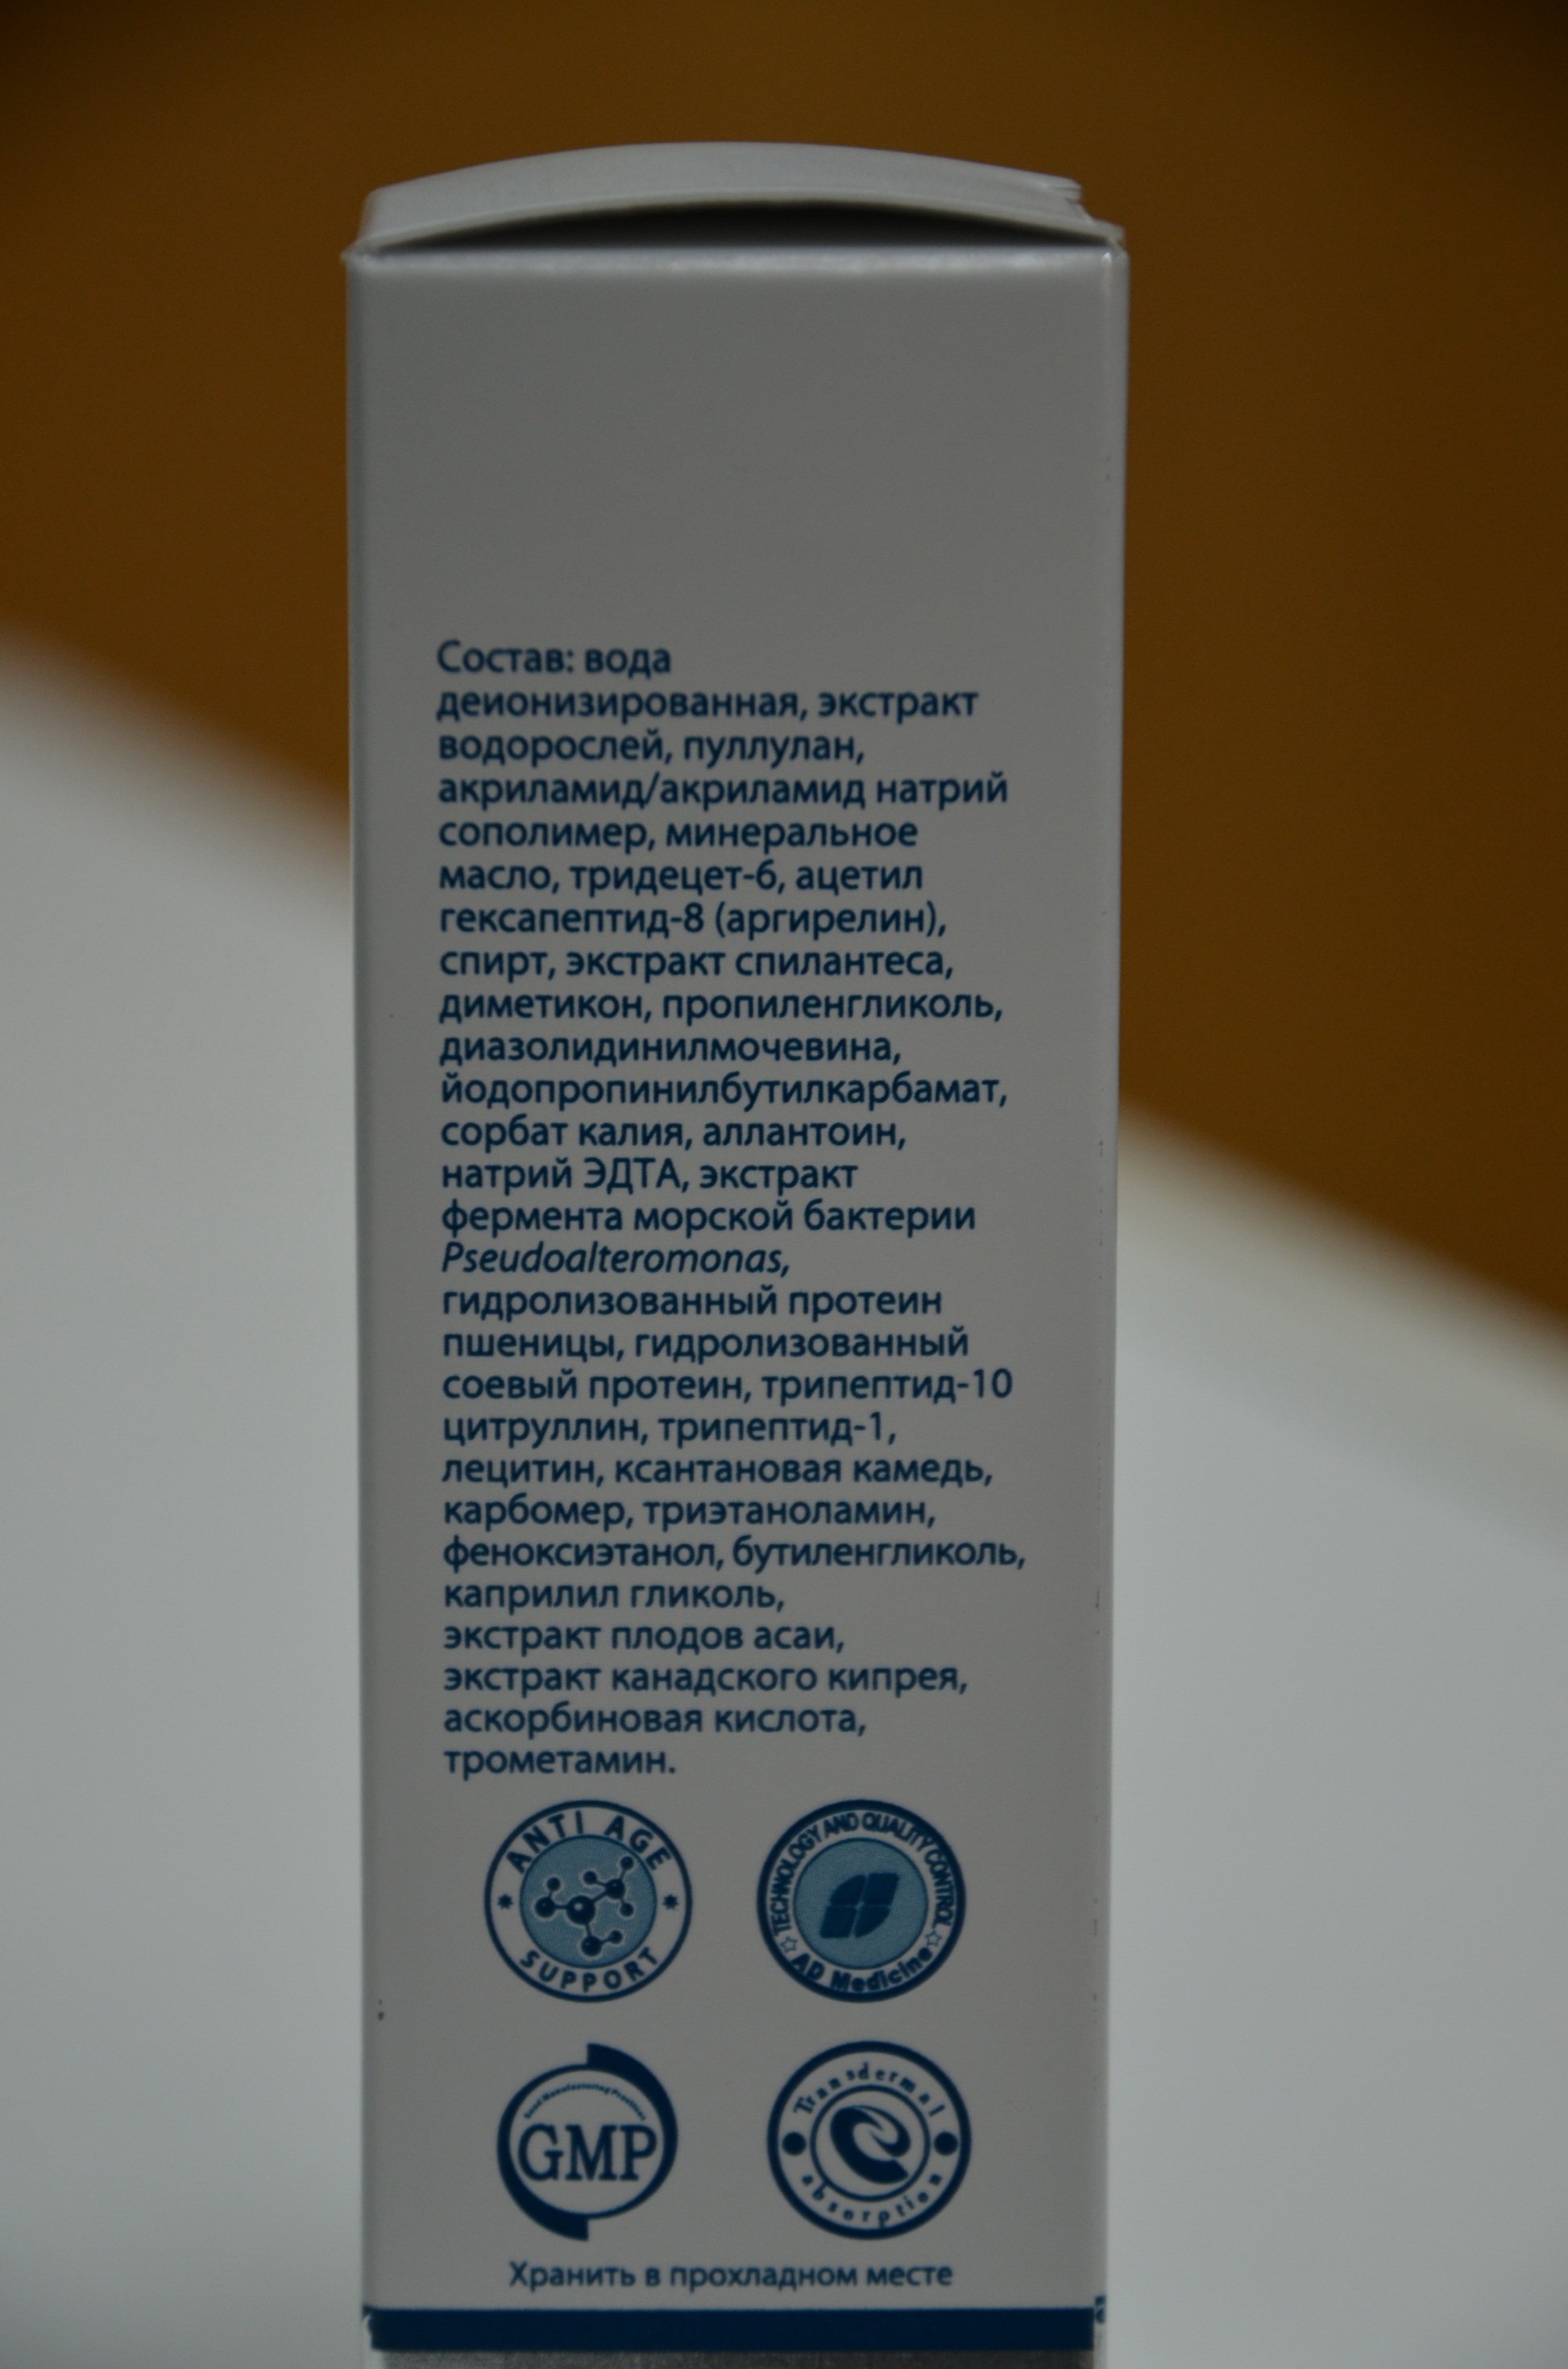 Состав: вода
деионизированная, экстракт
водорослей, пуллулан,
акриламид/акриламид натрий
сополимер, минеральное
масло, тридецет-6, ацетил
гексапептид-8 (аргирелин),
спирт, экстракт спилантеса,
диметикон, пропиленгликоль,
диазолидинилмочевина,
йодопропинилбутилкарбамат,
сорбат калия, аллантоин,
натрий ЭДТА, экстракт
фермента морской бактерии
Pseudoalteromonas,
гидролизованный протеин
пшеницы, гидролизованный
соевый протеин, трипептид-10
цитруллин, трипептид-1,
лецитин, ксантановая камедь,
карбомер, триэтаноламин,
феноксиэтанол, бутиленгликоль,
каприлил гликоль,
экстракт плодов асаи,
экстракт канадского кипрея,
аскорбиновая кислота,
трометамин.
ANTI AGE
SUPPORT
TECHNOLOGY AND QUALITY CONTROL
AD Medicine
Good Manufacturing Practices
GMP
Transdermal
absorption
Хранить в прохладном месте